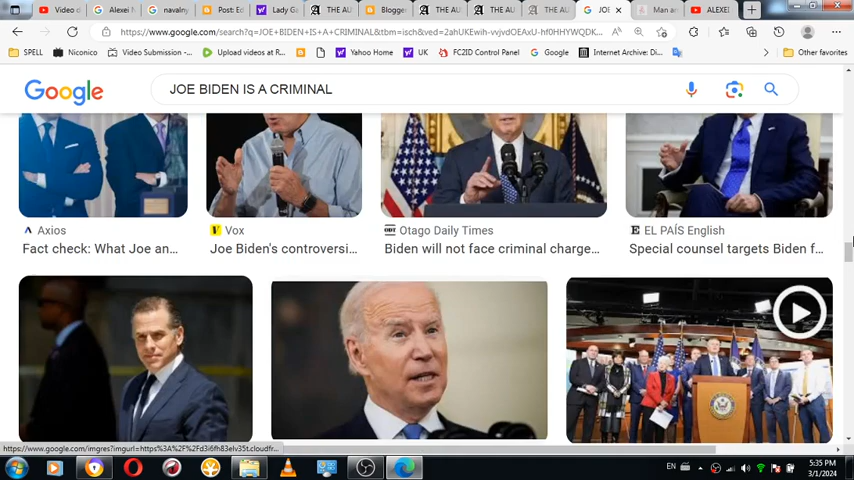 Video d
Alexei N
navalny
Post: Ed
Lady Ga
THE AU
Blogger
THE AU
THE AU
THE AU
JOE
Man ar
ALEXEI
https://www.google.com/search?q=JOE+BIDEN+IS+A+CRIMINAL&tbm=isch&ved=2ahUKEwih-vvjvdOEAxU-hf0HHYWQDK...
SPELL
Niconico
Video Submission -...
Upload videos at R...
Yahoo Home
UK
FC2ID Control Panel
Google
Internet Archive: Di...
Other favorites
Google
JOE BIDEN IS A CRIMINAL
Axios
Fact check: What Joe an...
Vox
Joe Biden's controversi...
ODT Otago Daily Times
Biden will not face criminal charge...
E EL PAÍS English
Special counsel targets Biden f...
https://www.google.com/imgres?imgurl=https%3A%2F%2Fd3i6fh83elv35t.cloudfr...
EN
5:35 PM
3/1/2024